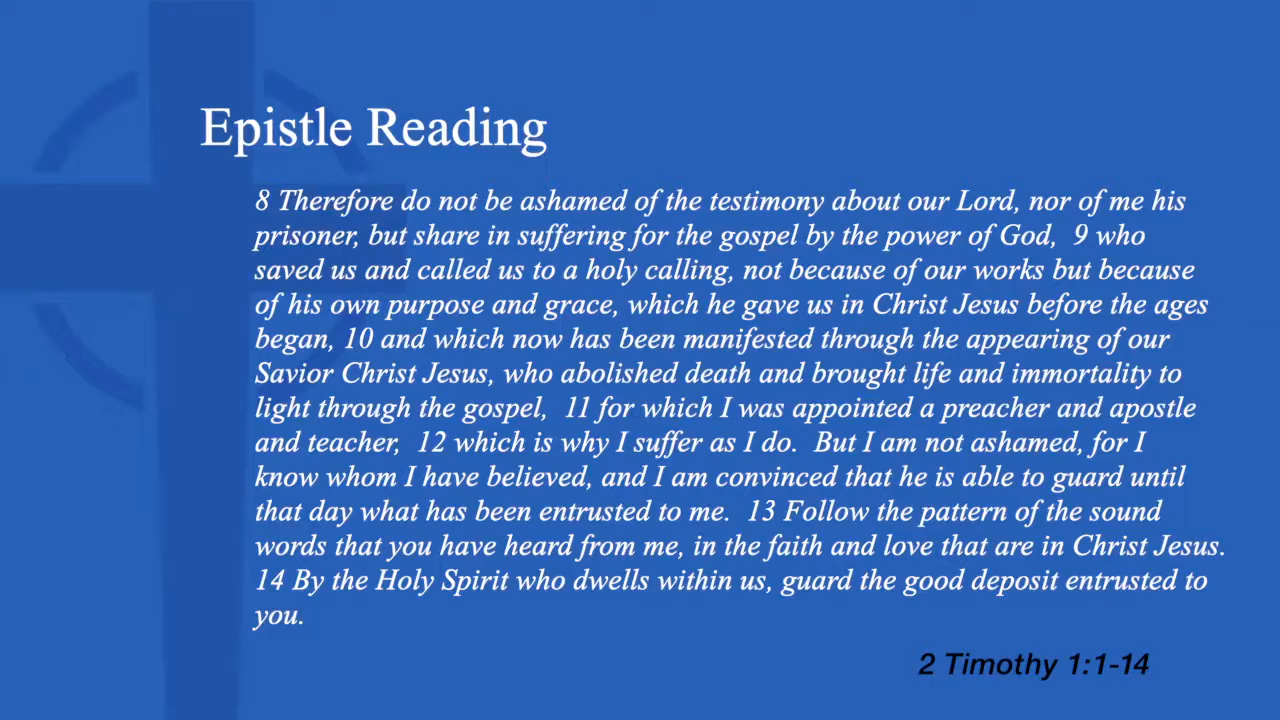 Epistle Reading
8 Therefore do not be ashamed of the testimony about our Lord, nor of me his
prisoner, but share in suffering for the gospel by the power of God,  9 who
saved us and called us to a holy calling, not because of our works but because
of his own purpose and grace, which he gave us in Christ Jesus before the ages
began, 10 and which now has been manifested through the appearing of our
Savior Christ Jesus, who abolished death and brought life and immortality to
light through the gospel,  11 for which I was appointed a preacher and apostle
and teacher,  12 which is why I suffer as I do.  But I am not ashamed, for I
know whom I have believed, and I am convinced that he is able to guard until
that day what has been entrusted to me.  13 Follow the pattern of the sound
words that you have heard from me, in the faith and love that are in Christ Jesus.
14 By the Holy Spirit who dwells within us, guard the good deposit entrusted to
you.
2 Timothy 1:1-14